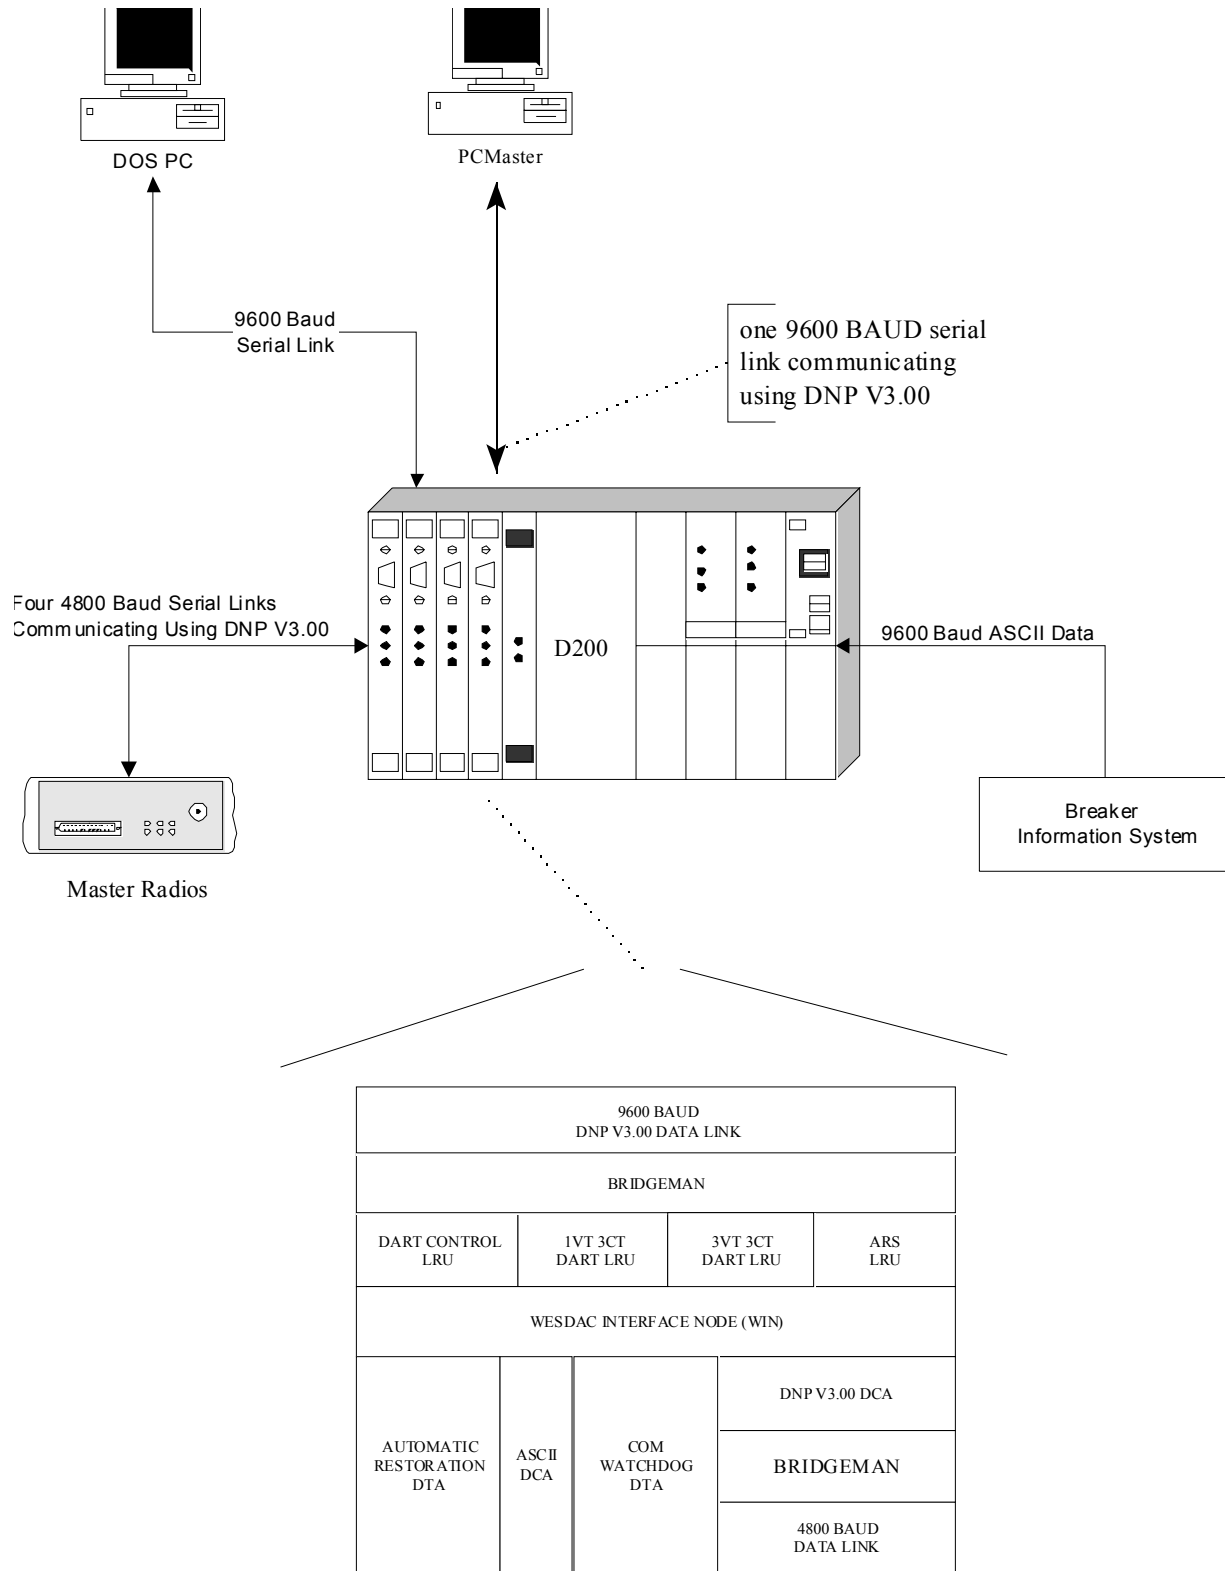 DOS PC
PCMaster
9600 Baud
Serial Link
one 9600 BAUD serial
link communicating
using DNP V3.00
Four 4800 Baud Serial Links
Communicating Using DNP V3.00
D200
9600 Baud ASCII Data
Breaker
Information System
Master Radios
9600 BAUD
DNP V3.00 DATA LINK
BRIDGEMAN
DART CONTROL
LRU
1VT 3CT
DART LRU
3VT 3CT
DART LRU
ARS
LRU
WESDAC INTERFACE NODE (WIN)
AUTOMATIC
RESTORATION
DTA
ASCII
DCA
COM
WATCHDOG
DTA
DNP V3.00 DCA
BRIDGEMAN
4800 BAUD
DATA LINK